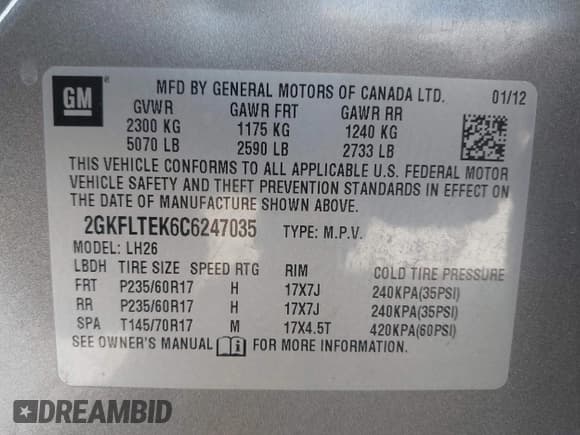 GM ®
MFD BY GENERAL MOTORS OF CANADA LTD. 01/12
GVWR GAWR FRT GAWR RR
2300 KG 1175 KG 1240 KG
5070 LB 2590 LB 2733 LB
THIS VEHICLE CONFORMS TO ALL APPLICABLE U.S. FEDERAL MOTOR
VEHICLE SAFETY AND THEFT PREVENTION STANDARDS IN EFFECT ON
THE DATE OF MANUFACTURE SHOWN ABOVE.
2GKFLTEK6C6247035 TYPE: M.P.V.
MODEL: LH26
LBDH TIRE SIZE SPEED RTG RIM COLD TIRE PRESSURE
FRT P235/60R17 H 17X7J 240KPA(35PSI)
RR P235/60R17 H 17X7J 240KPA(35PSI)
SPA T145/70R17 M 17X4.5T 420KPA(60PSI)
SEE OWNER'S MANUAL FOR MORE INFORMATION.
DREAMBID